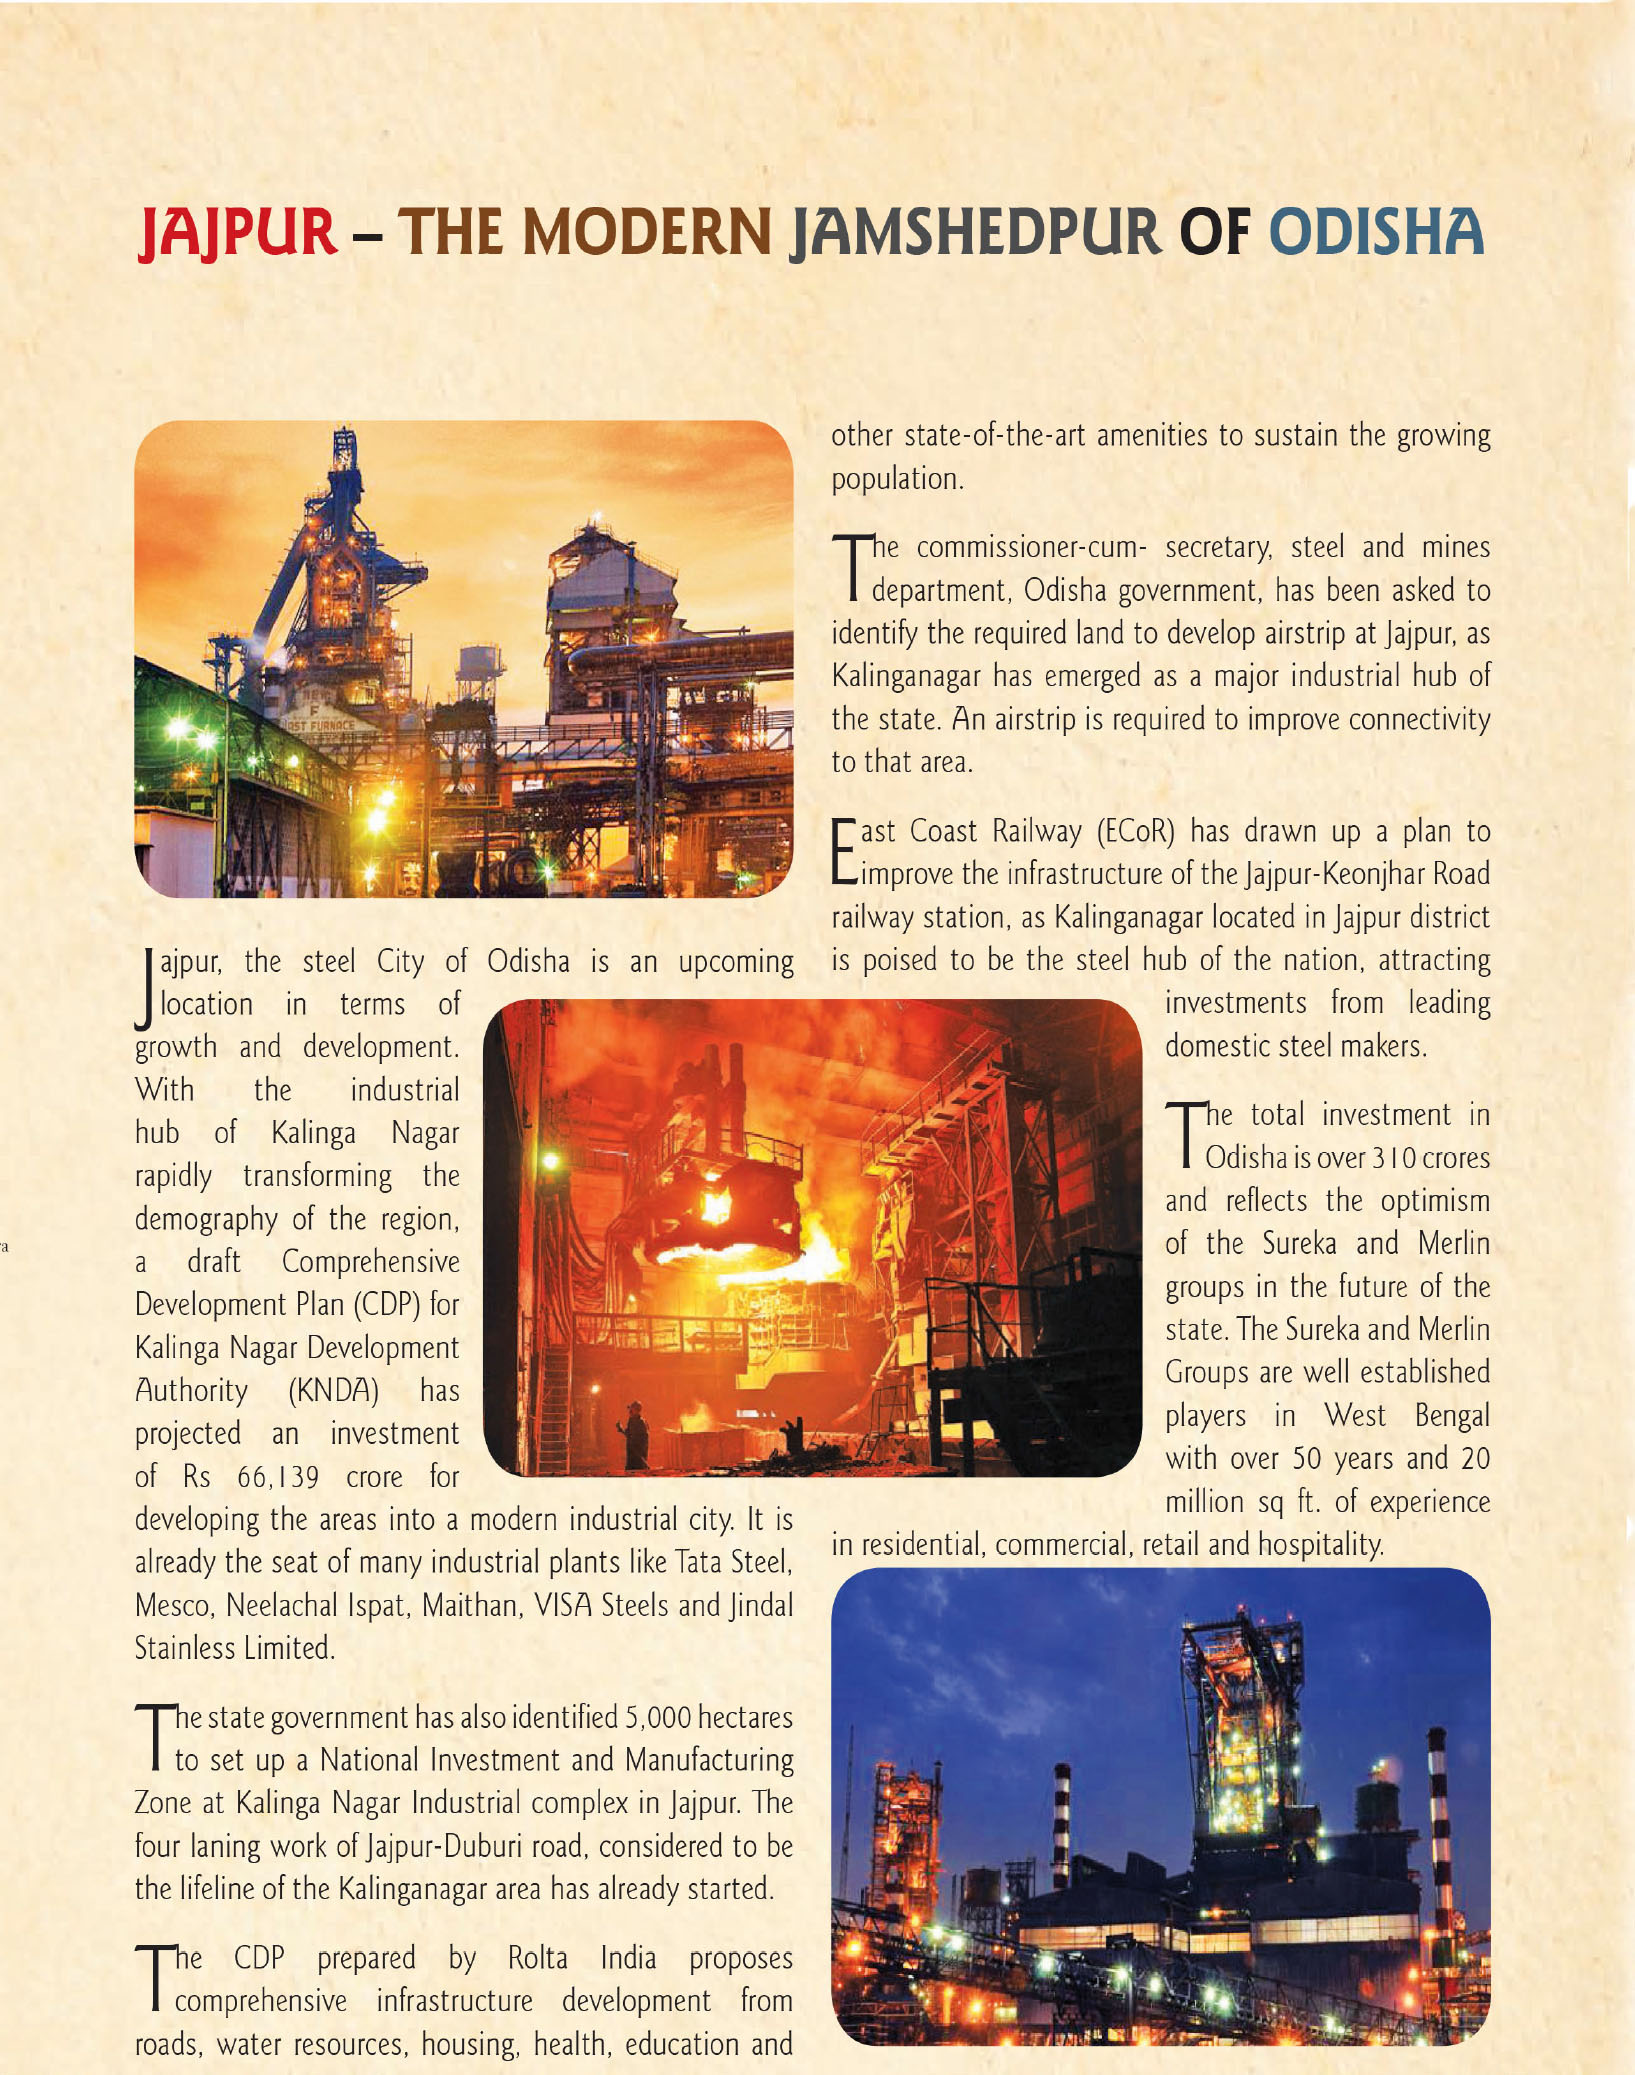 JAJPUR – THE MODERN JAMSHEDPUR OF ODISHA
Jajpur, the steel City of Odisha is an upcoming
location in terms of
growth and development.
With the industrial
hub of Kalinga Nagar
rapidly transforming the
demography of the region,
a draft Comprehensive
Development Plan (CDP) for
Kalinga Nagar Development
Authority (KNDA) has
projected an investment
of Rs 66,139 crore for
developing the areas into a modern industrial city. It is
already the seat of many industrial plants like Tata Steel,
Mesco, Neelachal Ispat, Maithan, VISA Steels and Jindal
Stainless Limited.
The state government has also identified 5,000 hectares
to set up a National Investment and Manufacturing
Zone at Kalinga Nagar Industrial complex in Jajpur. The
four laning work of Jajpur-Duburi road, considered to be
the lifeline of the Kalinganagar area has already started.
The CDP prepared by Rolta India proposes
comprehensive infrastructure development from
roads, water resources, housing, health, education and
other state-of-the-art amenities to sustain the growing
population.
The commissioner-cum- secretary, steel and mines
department, Odisha government, has been asked to
identify the required land to develop airstrip at Jajpur, as
Kalinganagar has emerged as a major industrial hub of
the state. An airstrip is required to improve connectivity
to that area.
East Coast Railway (ECoR) has drawn up a plan to
improve the infrastructure of the Jajpur-Keonjhar Road
railway station, as Kalinganagar located in Jajpur district
is poised to be the steel hub of the nation, attracting
investments from leading
domestic steel makers.
The total investment in
Odisha is over 310 crores
and reflects the optimism
of the Sureka and Merlin
groups in the future of the
state. The Sureka and Merlin
Groups are well established
players in West Bengal
with over 50 years and 20
million sq ft. of experience
in residential, commercial, retail and hospitality.